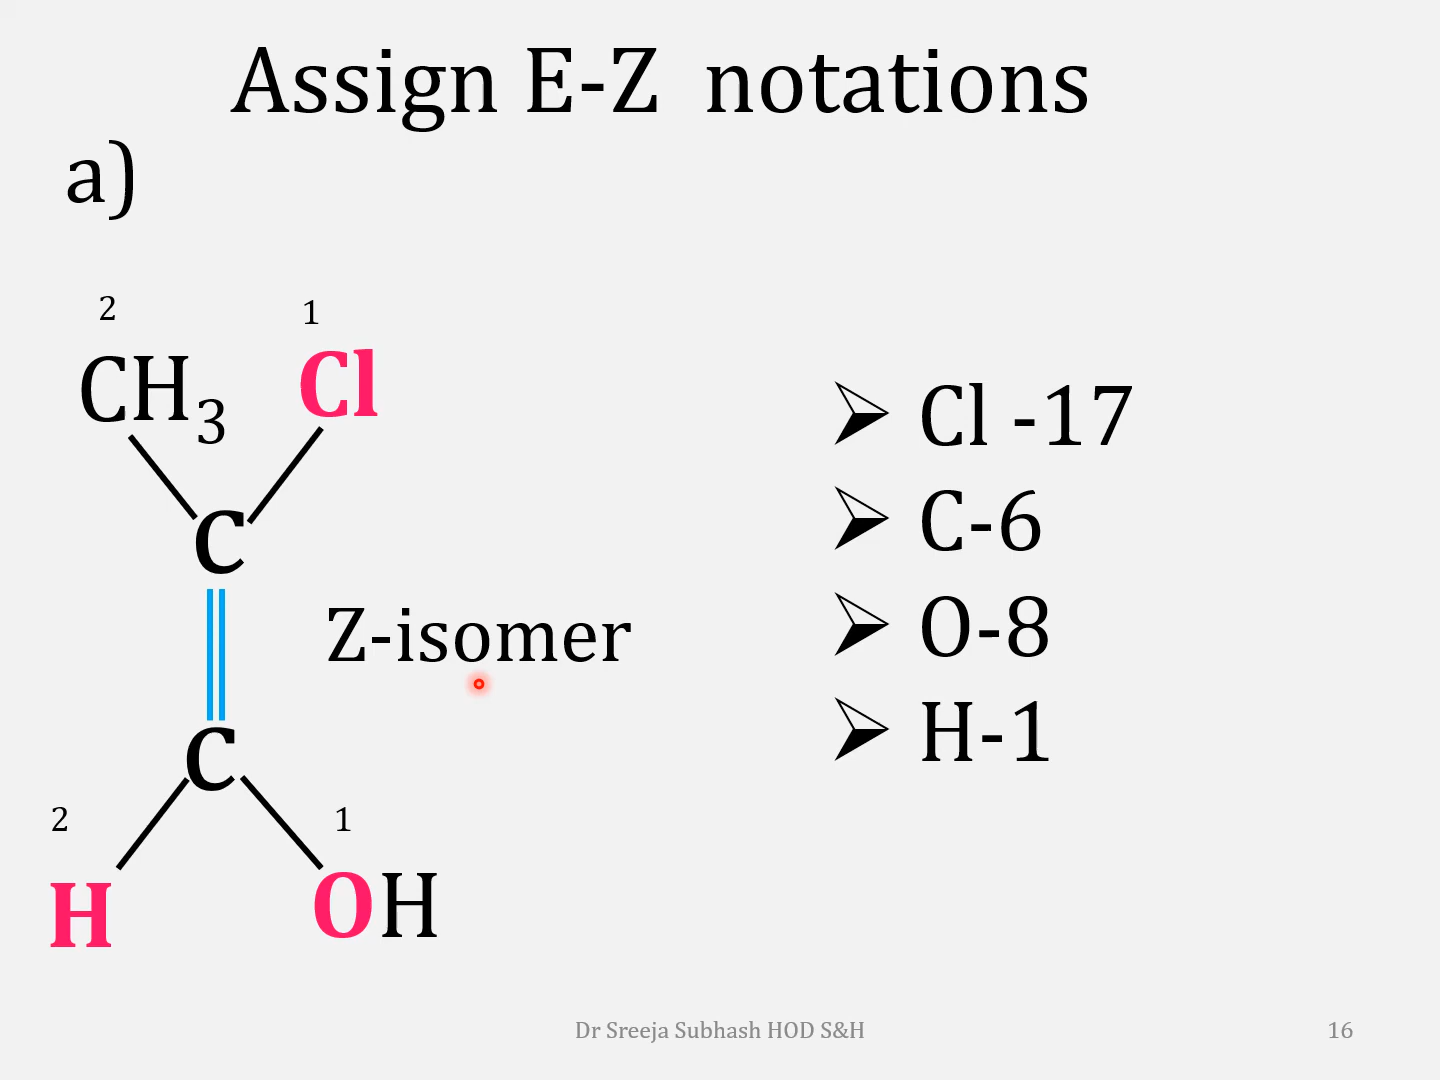 Assign E-Z notations
a)
2 1
CH₃ Cl
C
Z-isomer
C
2 1
H OH
➢ Cl -17
➢ C-6
➢ O-8
➢ H-1
Dr Sreeja Subhash HOD S&H
16